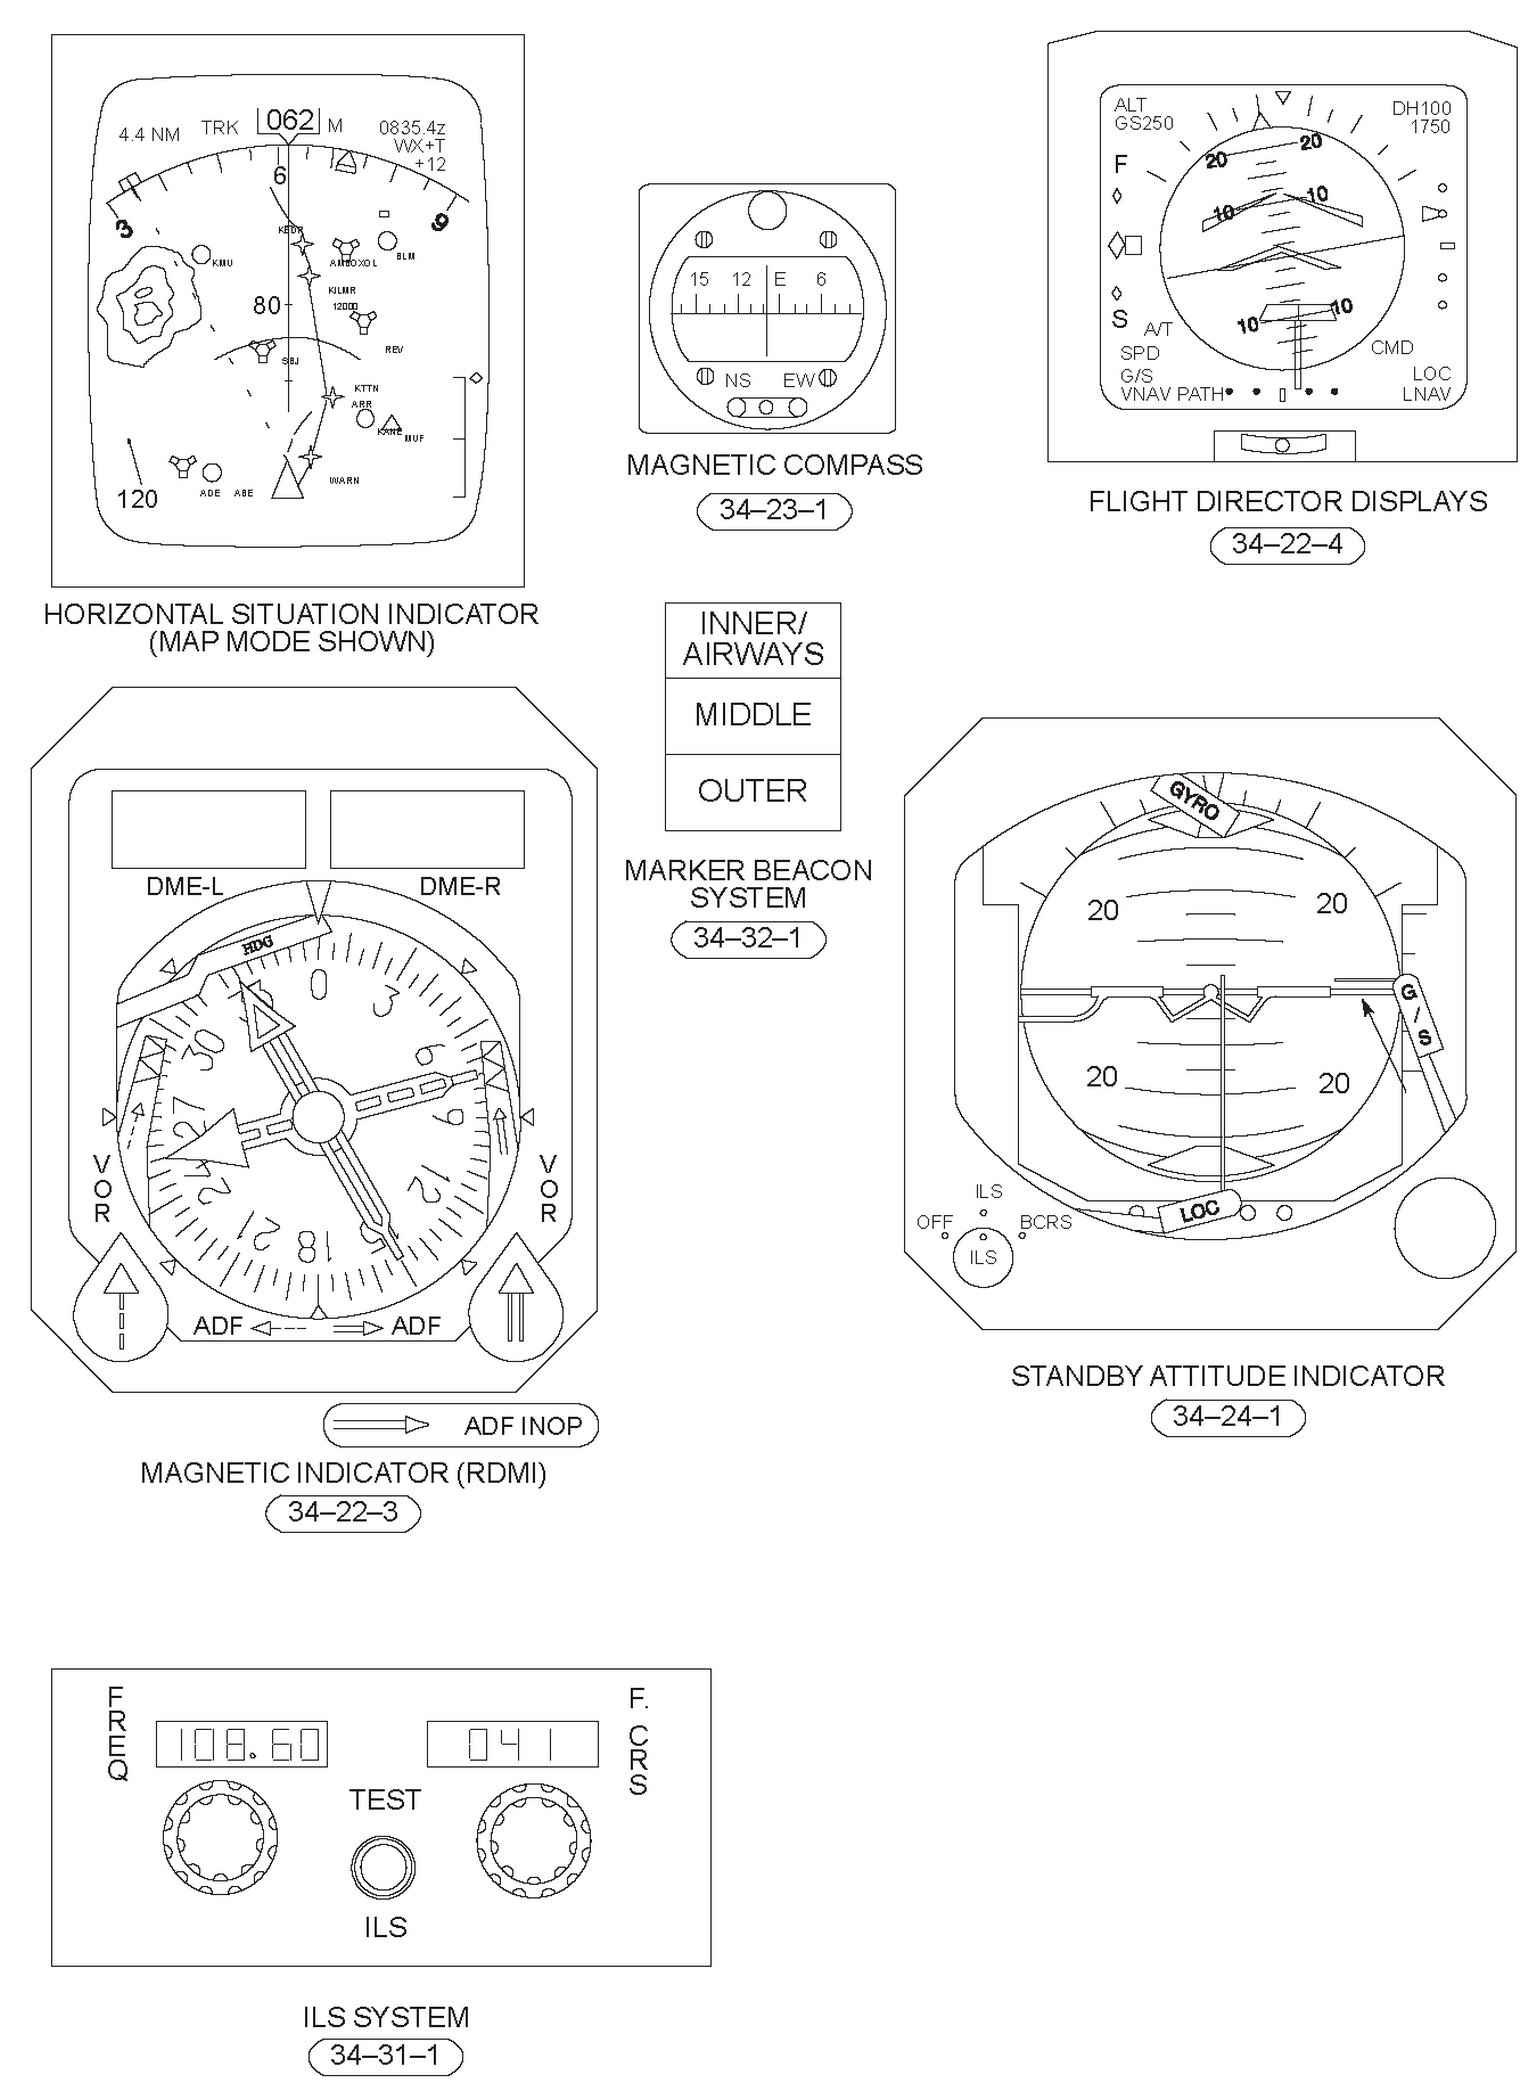 4.4 NM
TRK
062
M
0835.4z
WX+T
+12
6
3
9
KEDR
KMU
AMBOXOL
BLM
KILMR
12000
80
SBJ
REV
KTTN
ARR
KANE
MUF
120
ADE
ABE
WARN
HORIZONTAL SITUATION INDICATOR
(MAP MODE SHOWN)
15 12 E 6
NS EW
MAGNETIC COMPASS
34–23–1
ALT
GS250
DH100
1750
F
20 20
10 10
S
10 10
A/T
SPD
CMD
G/S
LOC
VNAV PATH
LNAV
FLIGHT DIRECTOR DISPLAYS
34–22–4
INNER/
AIRWAYS
MIDDLE
OUTER
MARKER BEACON
SYSTEM
34–32–1
DME-L
DME-R
HDG
0
3
30
6
27
9
24
12
21
18
15
VOR
VOR
ADF
ADF
ADF INOP
MAGNETIC INDICATOR (RDMI)
34–22–3
GYRO
20 20
G/S
20 20
LOC
ILS
OFF
BCRS
ILS
STANDBY ATTITUDE INDICATOR
34–24–1
FREQ
108.60
041
F. CRS
TEST
ILS
ILS SYSTEM
34–31–1